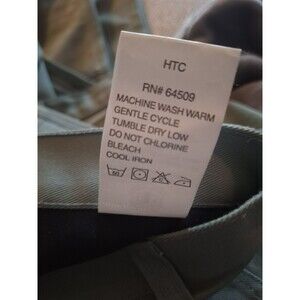 HTC
RN# 64509
MACHINE WASH WARM
GENTLE CYCLE
TUMBLE DRY LOW
DO NOT CHLORINE
BLEACH
COOL IRON